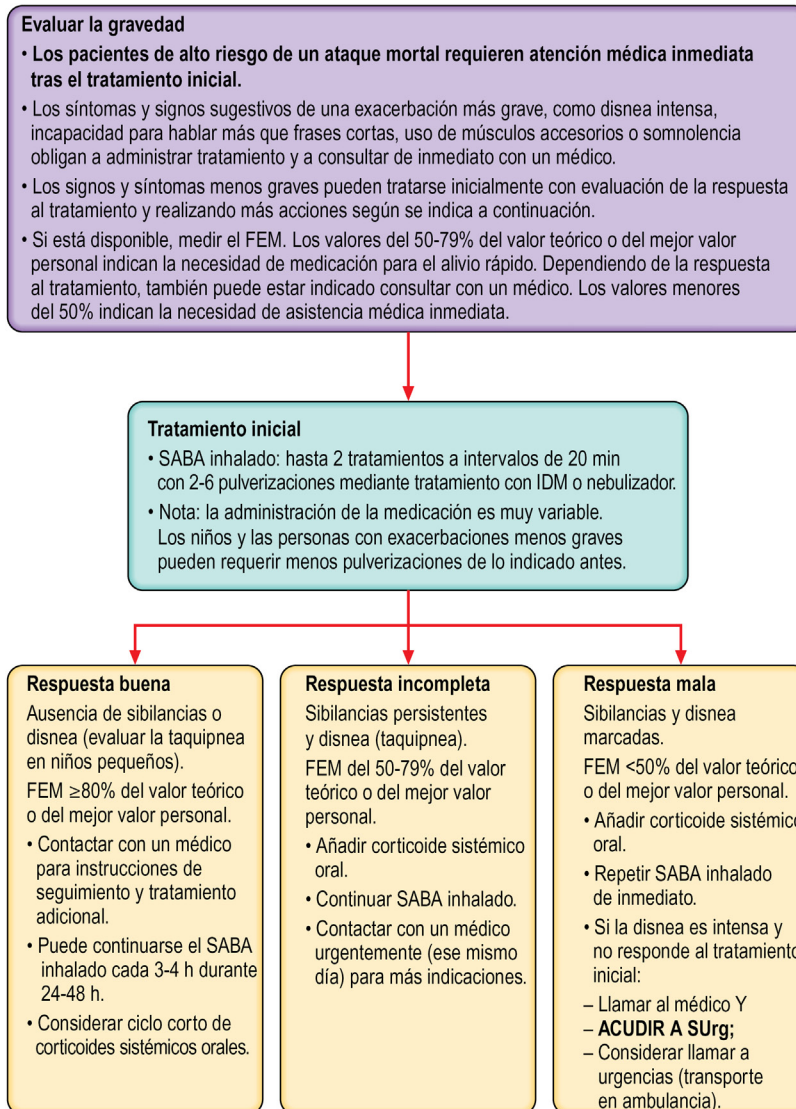 Evaluar la gravedad
• Los pacientes de alto riesgo de un ataque mortal requieren atención médica inmediata
tras el tratamiento inicial.
• Los síntomas y signos sugestivos de una exacerbación más grave, como disnea intensa,
incapacidad para hablar más que frases cortas, uso de músculos accesorios o somnolencia
obligan a administrar tratamiento y a consultar de inmediato con un médico.
• Los signos y síntomas menos graves pueden tratarse inicialmente con evaluación de la respuesta
al tratamiento y realizando más acciones según se indica a continuación.
• Si está disponible, medir el FEM. Los valores del 50-79% del valor teórico o del mejor valor
personal indican la necesidad de medicación para el alivio rápido. Dependiendo de la respuesta
al tratamiento, también puede estar indicado consultar con un médico. Los valores menores
del 50% indican la necesidad de asistencia médica inmediata.
Tratamiento inicial
• SABA inhalado: hasta 2 tratamientos a intervalos de 20 min
con 2-6 pulverizaciones mediante tratamiento con IDM o nebulizador.
• Nota: la administración de la medicación es muy variable.
Los niños y las personas con exacerbaciones menos graves
pueden requerir menos pulverizaciones de lo indicado antes.
Respuesta buena
Ausencia de sibilancias o
disnea (evaluar la taquipnea
en niños pequeños).
FEM ≥80% del valor teórico
o del mejor valor personal.
• Contactar con un médico
para instrucciones de
seguimiento y tratamiento
adicional.
• Puede continuarse el SABA
inhalado cada 3-4 h durante
24-48 h.
• Considerar ciclo corto de
corticoides sistémicos orales.
Respuesta incompleta
Sibilancias persistentes
y disnea (taquipnea).
FEM del 50-79% del valor
teórico o del mejor valor
personal.
• Añadir corticoide sistémico
oral.
• Continuar SABA inhalado.
• Contactar con un médico
urgentemente (ese mismo
día) para más indicaciones.
Respuesta mala
Sibilancias y disnea
marcadas.
FEM <50% del valor teórico
o del mejor valor personal.
• Añadir corticoide sistémico
oral.
• Repetir SABA inhalado
de inmediato.
• Si la disnea es intensa y
no responde al tratamiento
inicial:
– Llamar al médico Y
– ACUDIR A SUrg;
– Considerar llamar a
urgencias (transporte
en ambulancia).